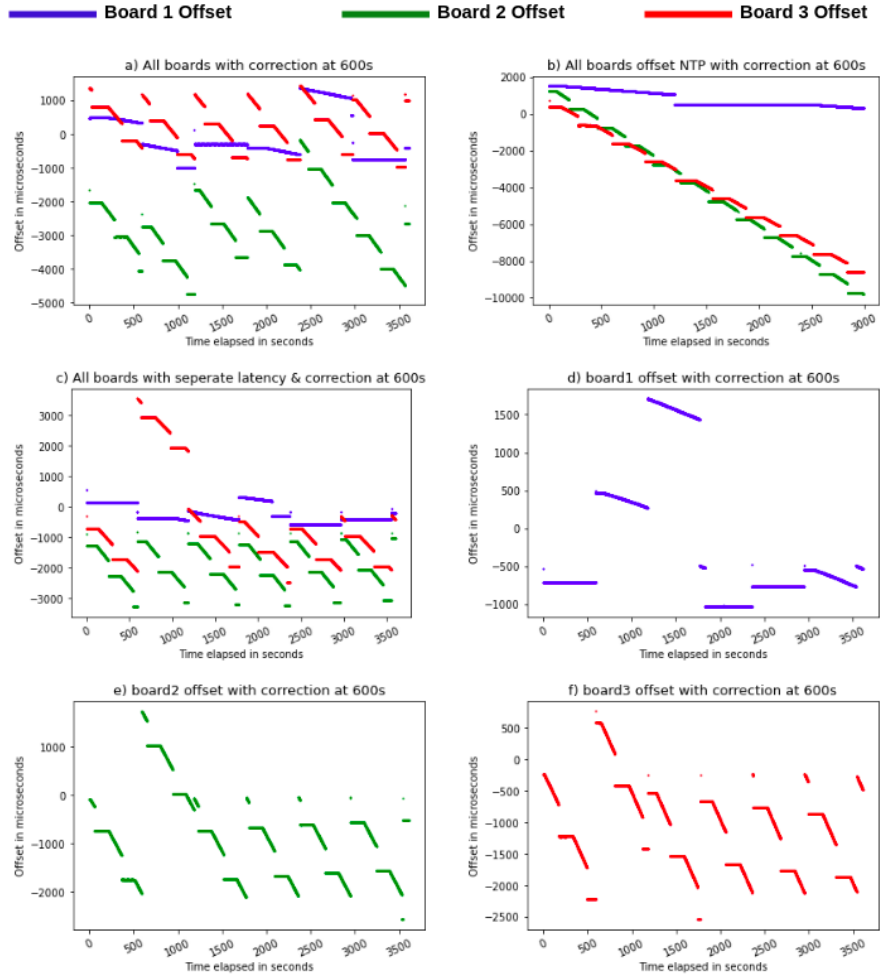 Board 1 Offset Board 2 Offset Board 3 Offset
a) All boards with correction at 600s
Offset in microseconds
1000
0
−1000
−2000
−3000
−4000
−5000
0 500 1000 1500 2000 2500 3000 3500
Time elapsed in seconds
b) All boards offset NTP with correction at 600s
Offset in microseconds
2000
0
−2000
−4000
−6000
−8000
−10000
0 500 1000 1500 2000 2500 3000
Time elapsed in seconds
c) All boards with seperate latency & correction at 600s
Offset in microseconds
3000
2000
1000
0
−1000
−2000
−3000
0 500 1000 1500 2000 2500 3000 3500
Time elapsed in seconds
d) board1 offset with correction at 600s
Offset in microseconds
1500
1000
500
0
−500
−1000
0 500 1000 1500 2000 2500 3000 3500
Time elapsed in seconds
e) board2 offset with correction at 600s
Offset in microseconds
1000
0
−1000
−2000
0 500 1000 1500 2000 2500 3000 3500
Time elapsed in seconds
f) board3 offset with correction at 600s
Offset in microseconds
500
0
−500
−1000
−1500
−2000
−2500
0 500 1000 1500 2000 2500 3000 3500
Time elapsed in seconds